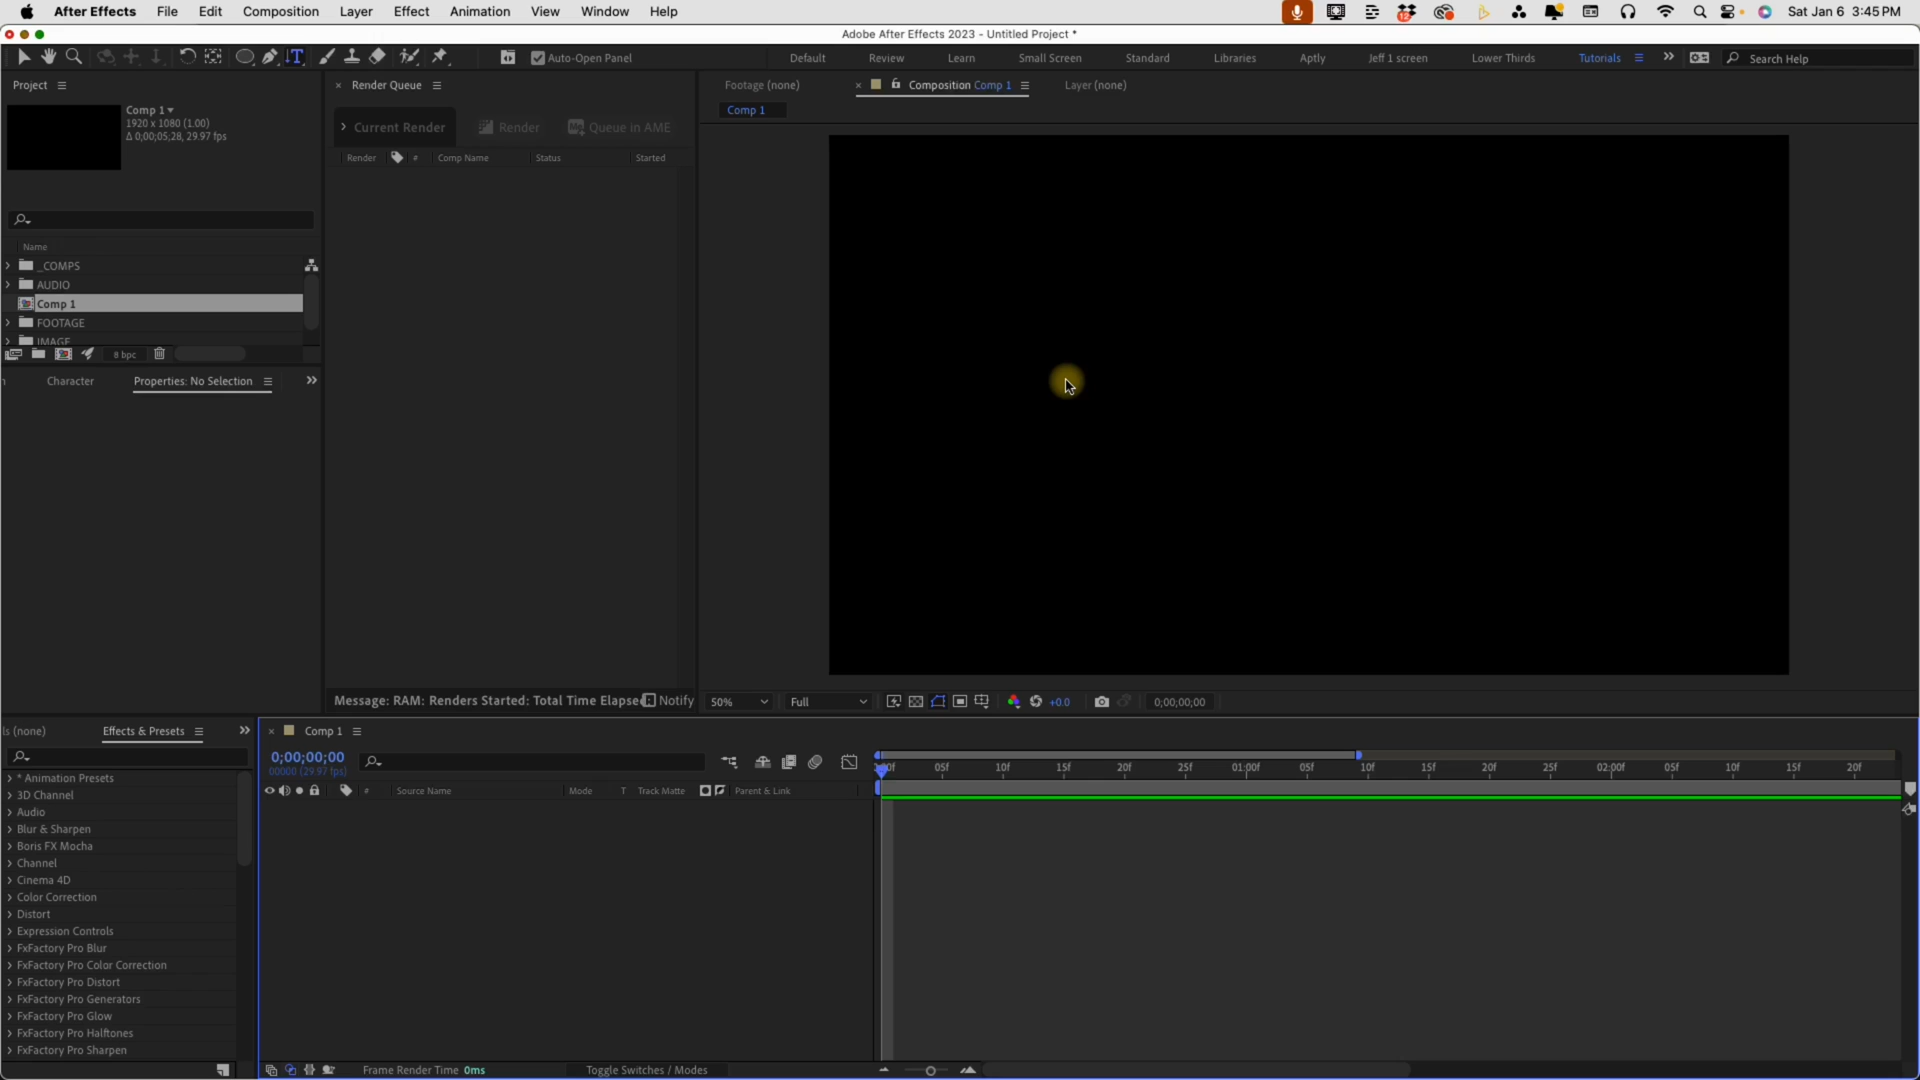 After Effects File Edit Composition Layer Effect Animation View Window Help
Sat Jan 6 3:45 PM
Adobe After Effects 2023 - Untitled Project *
Auto-Open Panel
Default Review Learn Small Screen Standard Libraries Aptly Jeff 1 screen Lower Thirds Tutorials
Search Help
Project
Comp 1
1920 x 1080 (1.00)
Δ 0;00;05;28, 29.97 fps
Name
_COMPS
AUDIO
Comp 1
FOOTAGE
IMAGE
8 bpc
Character
Properties: No Selection
Render Queue
Current Render
Render
Queue in AME
Render # Comp Name Status Started
Message: RAM: Renders Started: Total Time Elapse
Notify
Footage (none)
Composition Comp 1
Layer (none)
Comp 1
50%
Full
+0.0
0;00;00;00
ls (none)
Effects & Presets
* Animation Presets
3D Channel
Audio
Blur & Sharpen
Boris FX Mocha
Channel
Cinema 4D
Color Correction
Distort
Expression Controls
FxFactory Pro Blur
FxFactory Pro Color Correction
FxFactory Pro Distort
FxFactory Pro Generators
FxFactory Pro Glow
FxFactory Pro Halftones
FxFactory Pro Sharpen
Comp 1
0;00;00;00
00000 (29.97 fps)
# Source Name Mode T Track Matte Parent & Link
05f 10f 15f 20f 25f 01:00f 05f 10f 15f 20f 25f 02:00f 05f 10f 15f 20f
Frame Render Time 0ms
Toggle Switches / Modes